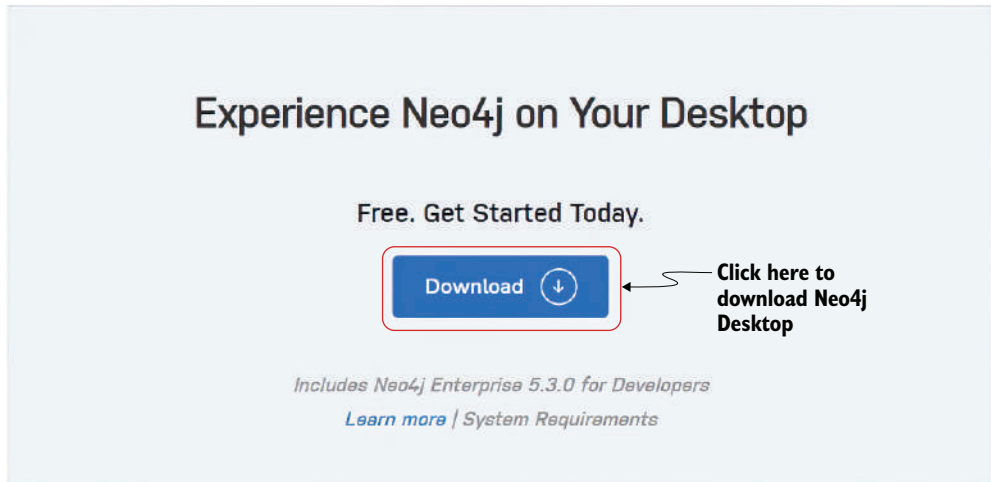 Experience Neo4j on Your Desktop
Free. Get Started Today.
Download
Click here to
download Neo4j
Desktop
Includes Neo4j Enterprise 5.3.0 for Developers
Learn more | System Requirements